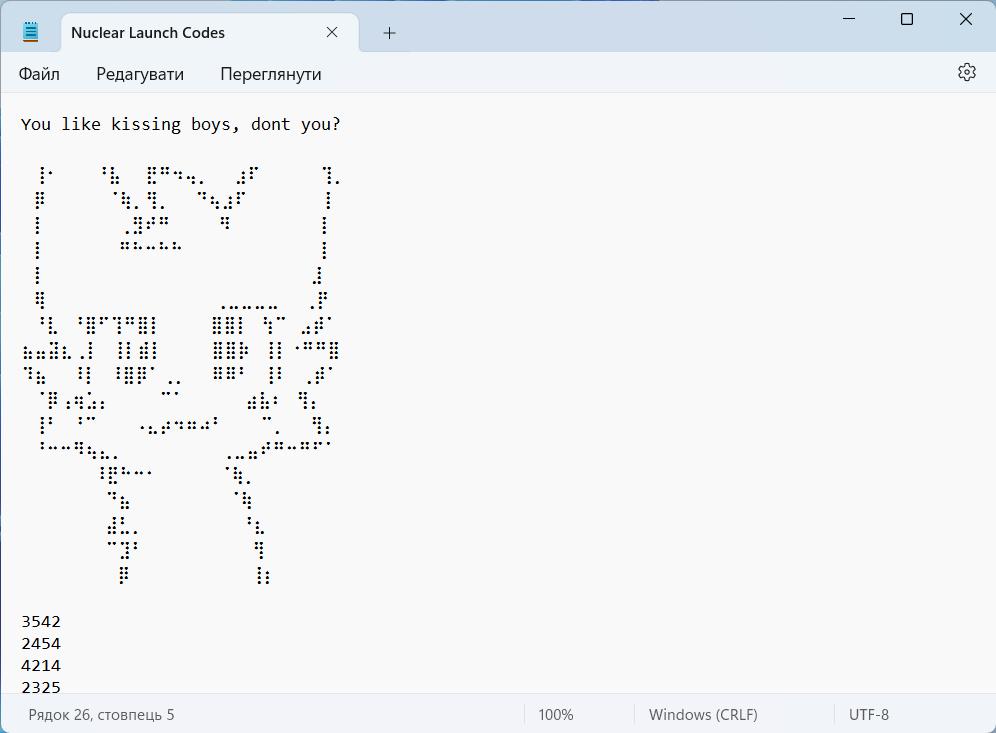 Nuclear Launch Codes
Файл Редагувати Переглянути
You like kissing boys, dont you?
3542
2454
4214
2325
Рядок 26, стовпець 5 100% Windows (CRLF) UTF-8